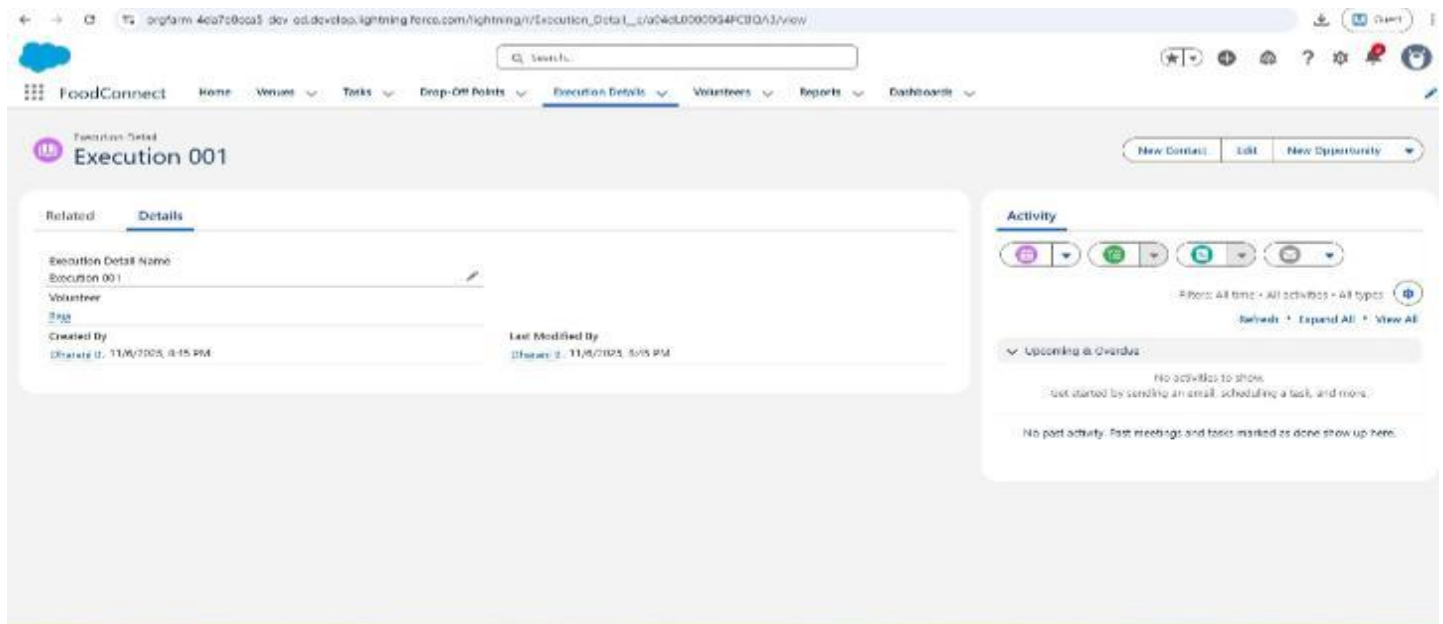 Guest
Search...
FoodConnect Home Venues Tasks Drop-Off Points Execution Details Volunteers Reports Dashboards
Execution Detail
Execution 001
New Contact Edit New Opportunity
Related Details
Activity
Execution Detail Name
Execution 001
Filters: All time • All activities • All types
Volunteer
Refresh • Expand All • View All
Created By Last Modified By
11/6/2025, PM 11/6/2025, PM
Upcoming & Overdue
No activities to show.
Get started by sending an email, scheduling a task, and more.
No past activity. Past meetings and tasks marked as done show up here.